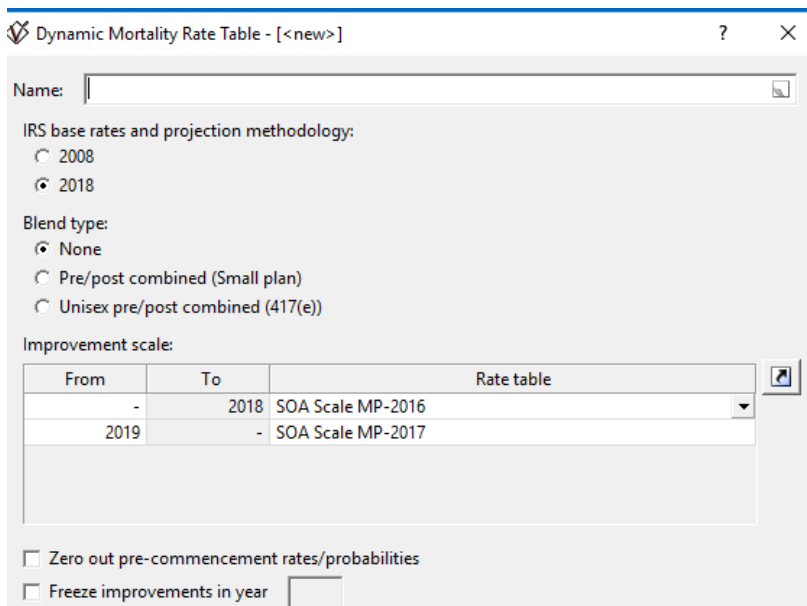 Dynamic Mortality Rate Table - [<new>] ? ✕
Name:
IRS base rates and projection methodology:
2008
2018
Blend type:
None
Pre/post combined (Small plan)
Unisex pre/post combined (417(e))
Improvement scale:
From To Rate table
- 2018 SOA Scale MP-2016
2019 - SOA Scale MP-2017
Zero out pre-commencement rates/probabilities
Freeze improvements in year